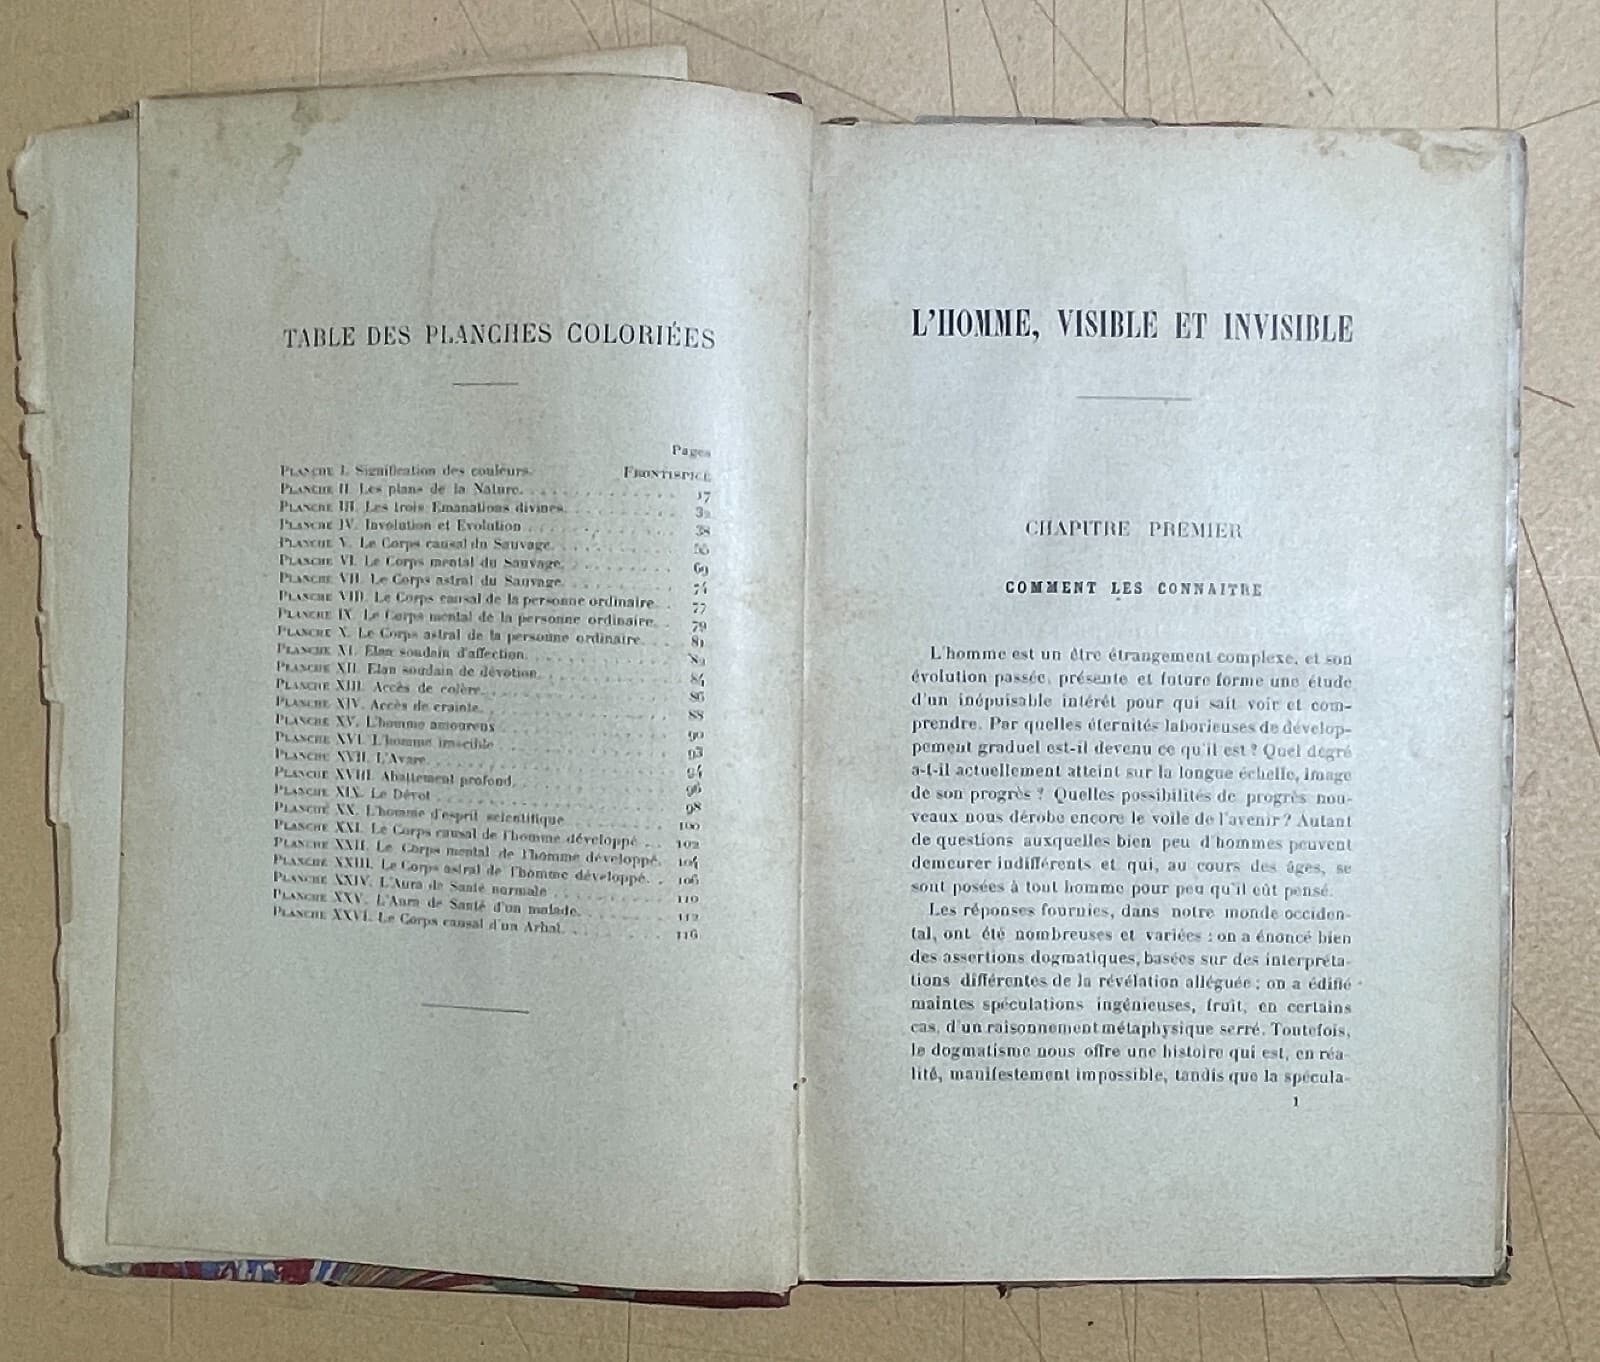 TABLE DES PLANCHES COLORIÉES
Pages
PLANCHE I. Signification des couleurs. FRONTISPICE
PLANCHE II. Les plans de la Nature. 17
PLANCHE III. Les trois Emanations divines. 32
PLANCHE IV. Involution et Evolution 38
PLANCHE V. Le Corps causal du Sauvage. 55
PLANCHE VI. Le Corps mental du Sauvage. 69
PLANCHE VII. Le Corps astral du Sauvage. 74
PLANCHE VIII. Le Corps causal de la personne ordinaire. 77
PLANCHE IX. Le Corps mental de la personne ordinaire. 79
PLANCHE X. Le Corps astral de la personne ordinaire. 81
PLANCHE XI. Elan soudain d'affection. 82
PLANCHE XII. Elan soudain de dévotion. 84
PLANCHE XIII. Accès de colère. 86
PLANCHE XIV. Accès de crainte. 88
PLANCHE XV. L'homme amoureux 90
PLANCHE XVI. L'homme irascible 93
PLANCHE XVII. L'Avare 94
PLANCHE XVIII. Abattement profond. 96
PLANCHE XIX. Le Dévot 98
PLANCHE XX. L'homme d'esprit scientifique 100
PLANCHE XXI. Le Corps causal de l'homme développé 102
PLANCHE XXII. Le Corps mental de l'homme développé. 104
PLANCHE XXIII. Le Corps astral de l'homme développé. 106
PLANCHE XXIV. L'Aura de Santé normale 110
PLANCHE XXV. L'Aura de Santé d'un malade. 112
PLANCHE XXVI. Le Corps causal d'un Arhat. 116
L'HOMME, VISIBLE ET INVISIBLE
CHAPITRE PREMIER
COMMENT LES CONNAITRE
L'homme est un être étrangement complexe, et son
évolution passée, présente et future forme une étude
d'un inépuisable intérêt pour qui sait voir et com-
prendre. Par quelles éternités laborieuses de dévelop-
pement graduel est-il devenu ce qu'il est ? Quel degré
a-t-il actuellement atteint sur la longue échelle, image
de son progrès ? Quelles possibilités de progrès nou-
veaux nous dérobe encore le voile de l'avenir ? Autant
de questions auxquelles bien peu d'hommes peuvent
demeurer indifférents et qui, au cours des âges, se
sont posées à tout homme pour peu qu'il eût pensé.
Les réponses fournies, dans notre monde occiden-
tal, ont été nombreuses et variées : on a énoncé bien
des assertions dogmatiques, basées sur des interpréta-
tions différentes de la révélation alléguée ; on a édifié
maintes spéculations ingénieuses, fruit, en certains
cas, d'un raisonnement métaphysique serré. Toutefois,
le dogmatisme nous offre une histoire qui est, en réa-
lité, manifestement impossible, tandis que la spécula-
1